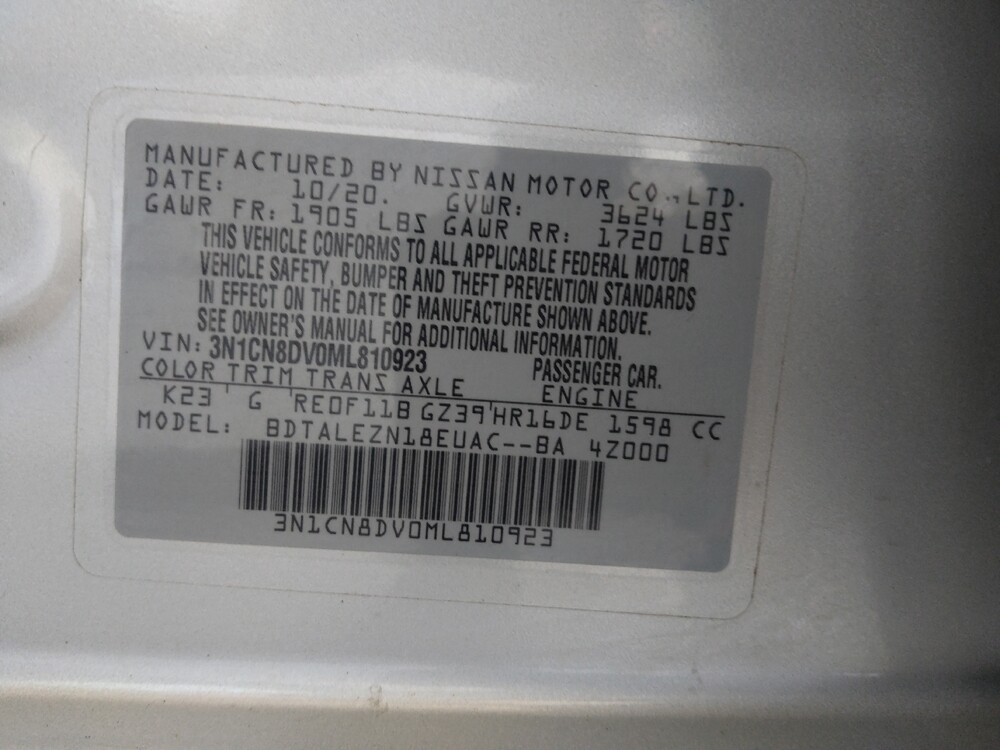 MANUFACTURED BY NISSAN MOTOR CO.,LTD.
DATE: 10/20. GVWR: 3624 LBS
GAWR FR: 1905 LBS GAWR RR: 1720 LBS
THIS VEHICLE CONFORMS TO ALL APPLICABLE FEDERAL MOTOR
VEHICLE SAFETY, BUMPER AND THEFT PREVENTION STANDARDS
IN EFFECT ON THE DATE OF MANUFACTURE SHOWN ABOVE.
SEE OWNER'S MANUAL FOR ADDITIONAL INFORMATION.
VIN: 3N1CN8DV0ML810923 PASSENGER CAR.
COLOR TRIM TRANS AXLE ENGINE
K23 ' G 'RE0F11B GZ39'HR16DE 1598 CC
MODEL: BDTALEZN18EUAC--BA 4Z000
3N1CN8DV0ML810923